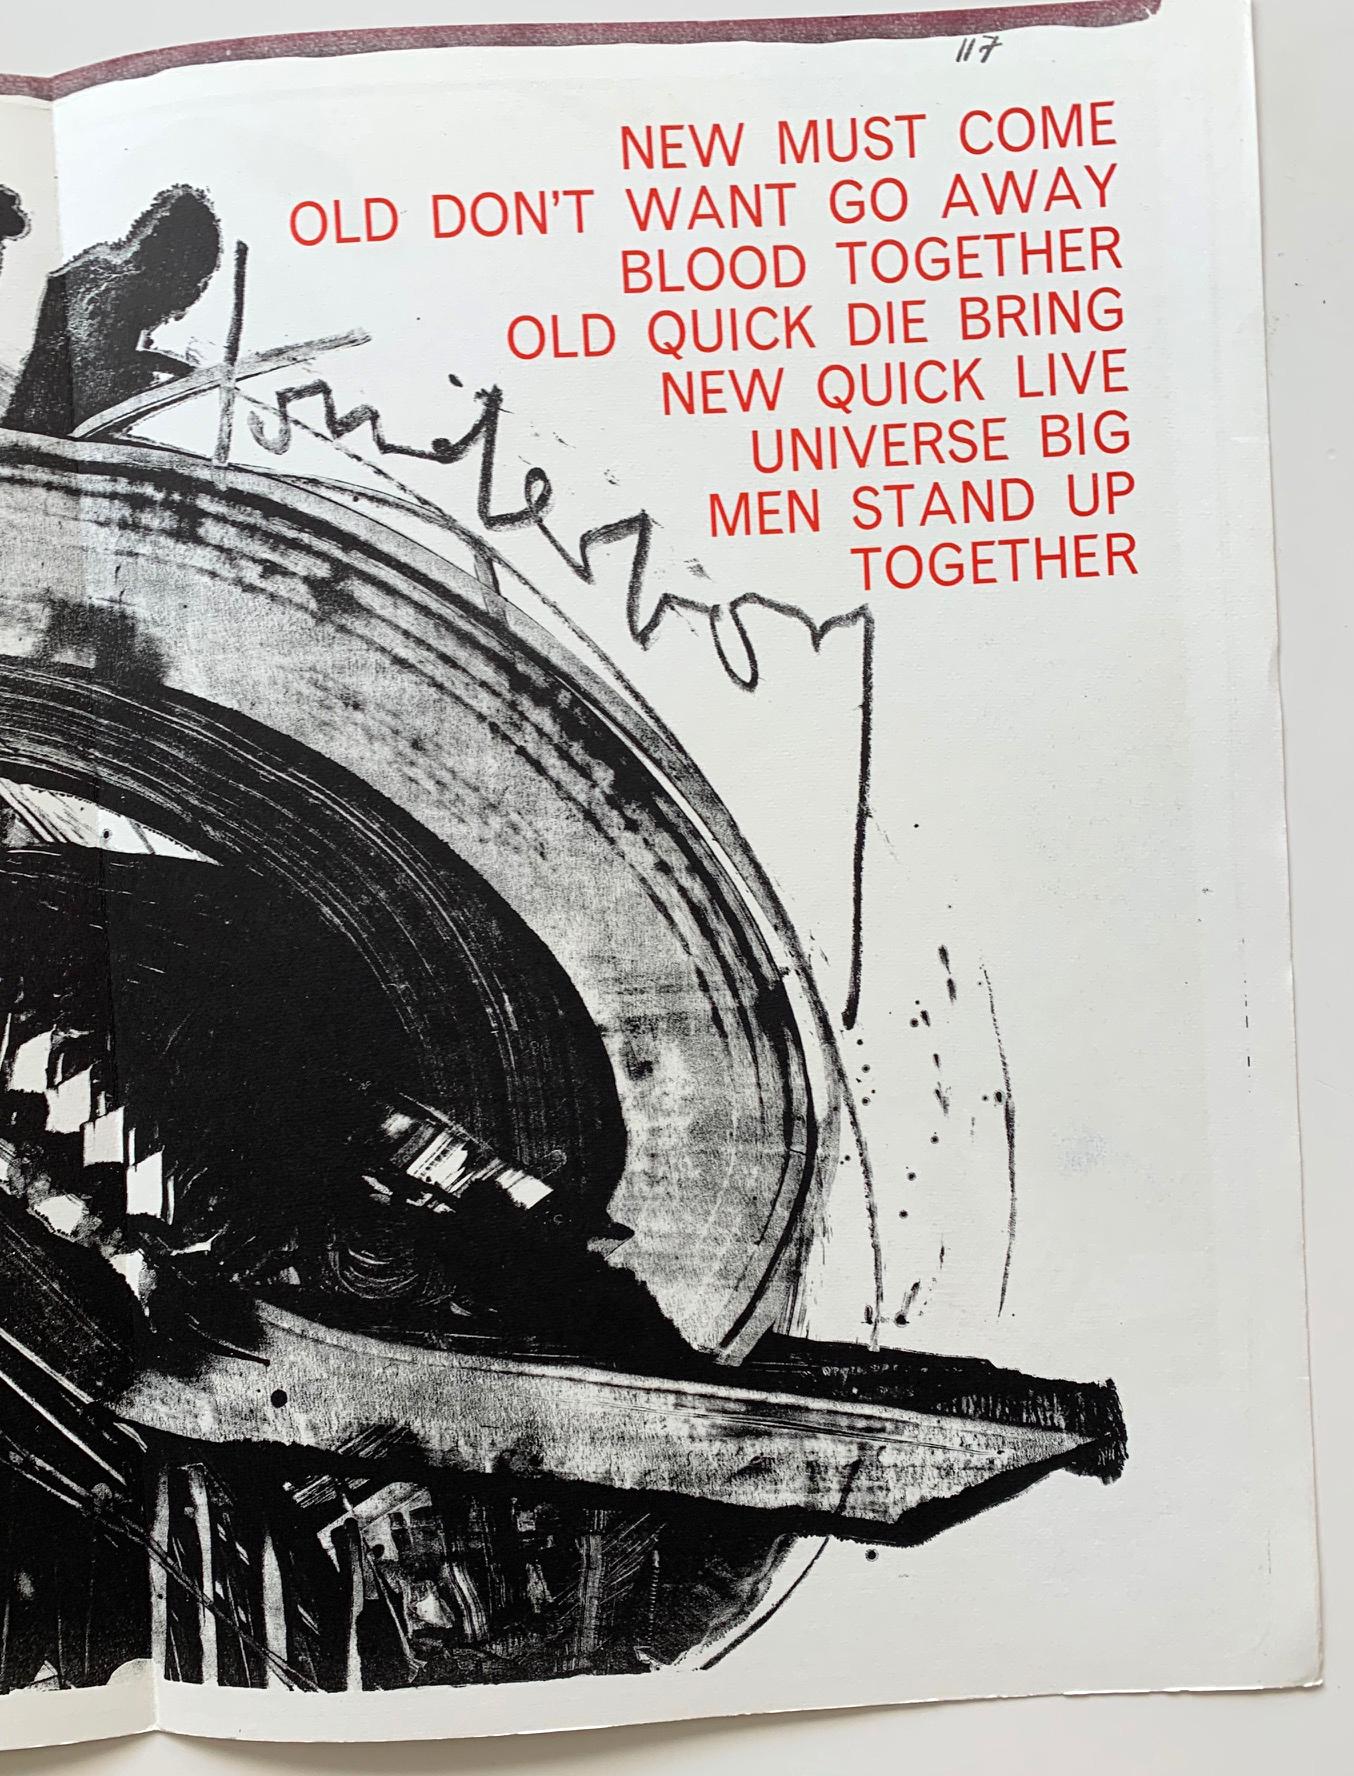 117
NEW MUST COME
OLD DON'T WANT GO AWAY
BLOOD TOGETHER
OLD QUICK DIE BRING
NEW QUICK LIVE
UNIVERSE BIG
MEN STAND UP
TOGETHER